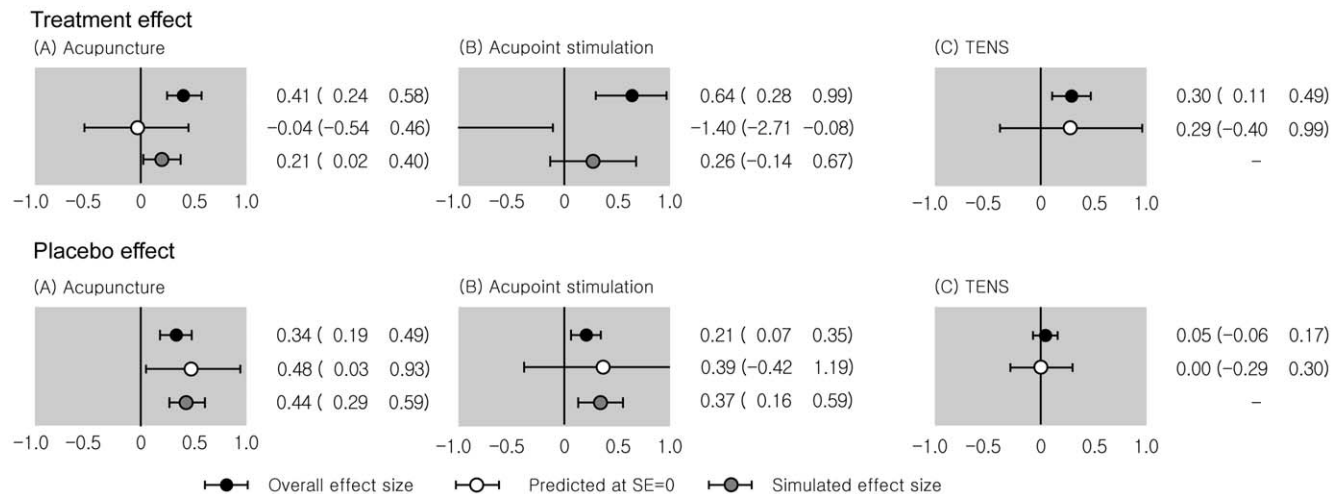 Treatment effect
(A) Acupuncture
0.41 ( 0.24 0.58)
-0.04 (-0.54 0.46)
0.21 ( 0.02 0.40)
-1.0 -0.5 0 0.5 1.0
(B) Acupoint stimulation
0.64 ( 0.28 0.99)
-1.40 (-2.71 -0.08)
0.26 (-0.14 0.67)
-1.0 -0.5 0 0.5 1.0
(C) TENS
0.30 ( 0.11 0.49)
0.29 (-0.40 0.99)
-
-1.0 -0.5 0 0.5 1.0
Placebo effect
(A) Acupuncture
0.34 ( 0.19 0.49)
0.48 ( 0.03 0.93)
0.44 ( 0.29 0.59)
-1.0 -0.5 0 0.5 1.0
(B) Acupoint stimulation
0.21 ( 0.07 0.35)
0.39 (-0.42 1.19)
0.37 ( 0.16 0.59)
-1.0 -0.5 0 0.5 1.0
(C) TENS
0.05 (-0.06 0.17)
0.00 (-0.29 0.30)
-
-1.0 -0.5 0 0.5 1.0
Overall effect size Predicted at SE=0 Simulated effect size